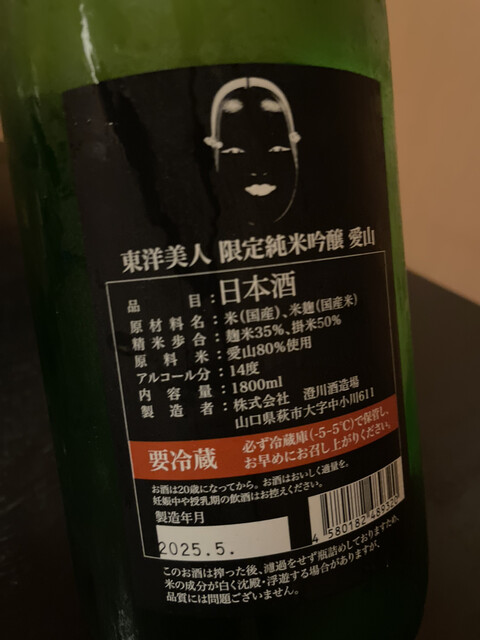 東洋美人 限定純米吟醸 愛山
品目：日本酒
原材料名：米(国産)、米麹(国産米)
精米歩合：麹米35%、掛米50%
原料米：愛山80%使用
アルコール分：14度
内容量：1800ml
製造者：株式会社 澄川酒造場
山口県萩市大字中小川611
要冷蔵
必ず冷蔵庫(-5-5℃)で保管し、
お早めにお召し上がりください。
お酒は20歳になってから。お酒はおいしく適量を。
妊娠中や授乳期の飲酒はお控えください。
製造年月
2025.5.
このお酒は搾った後、濾過をせず瓶詰めしておりますため、
米の成分が白く沈殿・浮遊する場合がありますが、
品質には問題ございません。